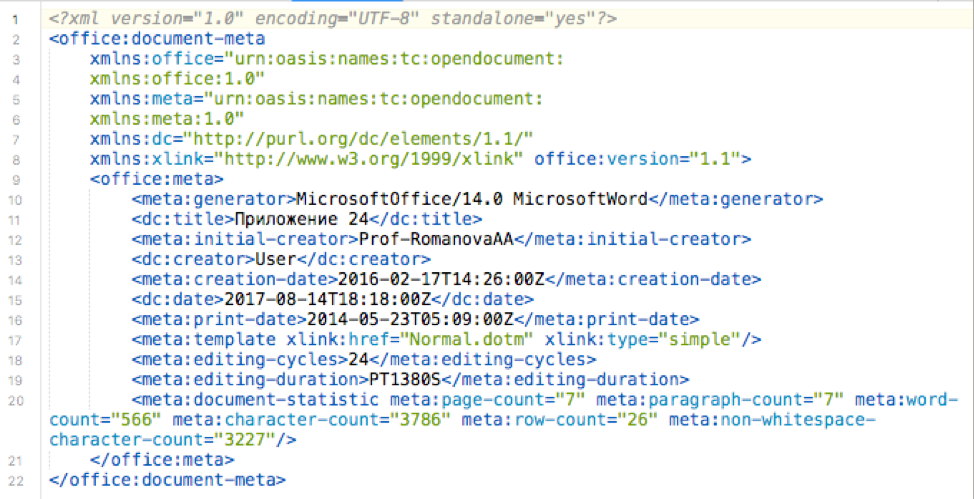 1 <?xml version="1.0" encoding="UTF-8" standalone="yes"?>
2 <office:document-meta
3 xmlns:office="urn:oasis:names:tc:opendocument:
4 xmlns:office:1.0"
5 xmlns:meta="urn:oasis:names:tc:opendocument:
6 xmlns:meta:1.0"
7 xmlns:dc="http://purl.org/dc/elements/1.1/"
8 xmlns:xlink="http://www.w3.org/1999/xlink" office:version="1.1">
9 <office:meta>
10 <meta:generator>MicrosoftOffice/14.0 MicrosoftWord</meta:generator>
11 <dc:title>Приложение 24</dc:title>
12 <meta:initial-creator>Prof-RomanovaAA</meta:initial-creator>
13 <dc:creator>User</dc:creator>
14 <meta:creation-date>2016-02-17T14:26:00Z</meta:creation-date>
15 <dc:date>2017-08-14T18:18:00Z</dc:date>
16 <meta:print-date>2014-05-23T05:09:00Z</meta:print-date>
17 <meta:template xlink:href="Normal.dotm" xlink:type="simple"/>
18 <meta:editing-cycles>24</meta:editing-cycles>
19 <meta:editing-duration>PT1380S</meta:editing-duration>
20 <meta:document-statistic meta:page-count="7" meta:paragraph-count="7" meta:word-
count="566" meta:character-count="3786" meta:row-count="26" meta:non-whitespace-
character-count="3227"/>
21 </office:meta>
22 </office:document-meta>